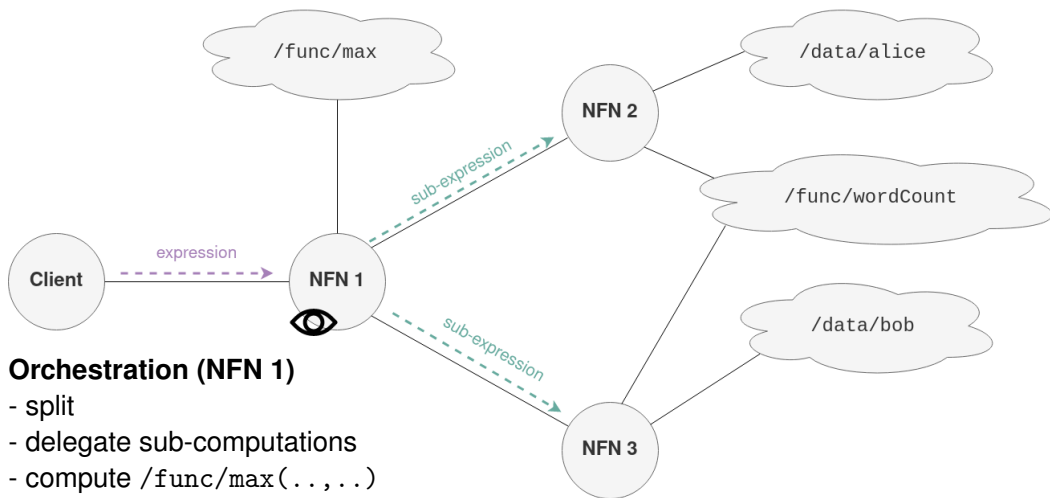 /func/max
/data/alice
NFN 2
sub-expression
/func/wordCount
expression
Client
NFN 1
sub-expression
/data/bob
Orchestration (NFN 1)
- split
- delegate sub-computations
- compute /func/max(..,..)
NFN 3